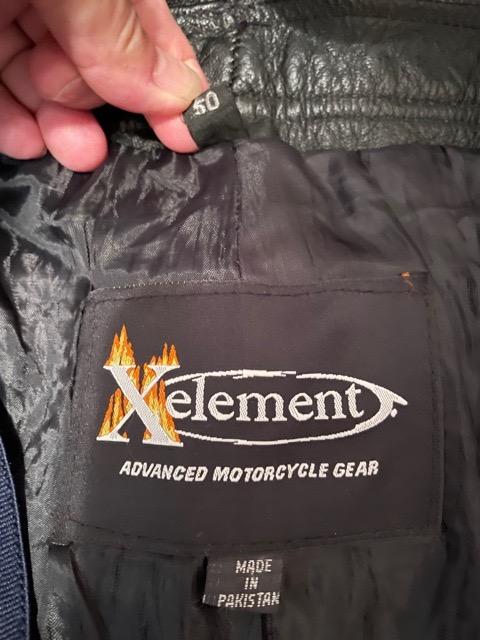 50
Xelement
ADVANCED MOTORCYCLE GEAR
MADE
IN
PAKISTAN